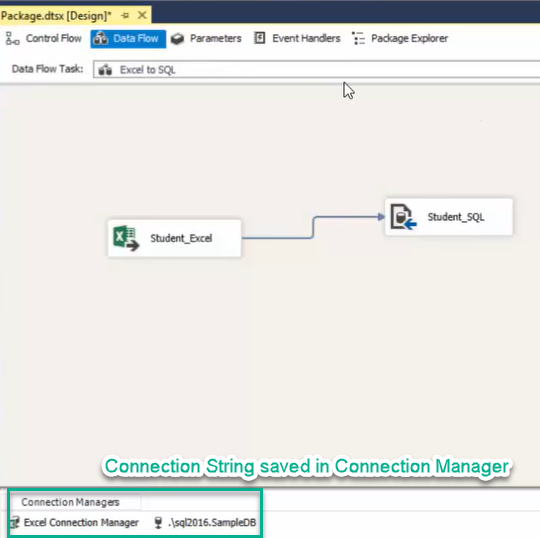 Package.dtsx [Design]*
Control Flow Data Flow Parameters Event Handlers Package Explorer
Data Flow Task: Excel to SQL
Student_SQL
Student_Excel
Connection String saved in Connection Manager
Connection Managers
Excel Connection Manager .\sql2016.SampleDB